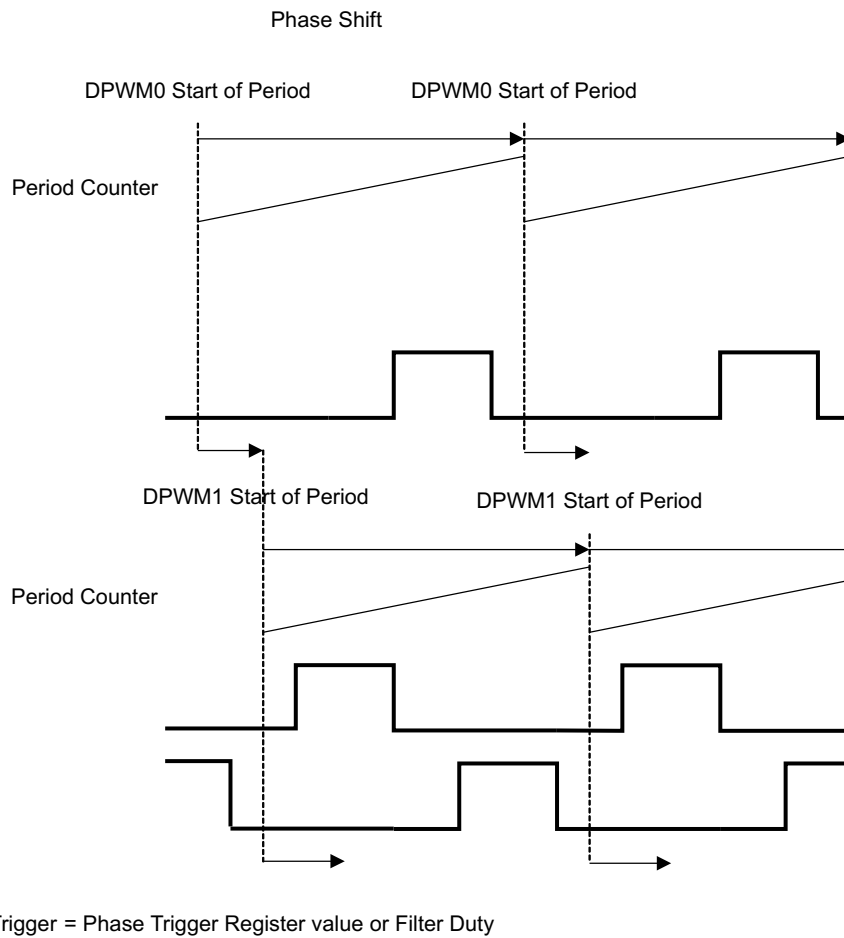 Phase Shift
DPWM0 Start of Period
DPWM0 Start of Period
Period Counter
DPWM1 Start of Period
DPWM1 Start of Period
Period Counter
= Phase Trigger Register value or Filter Duty